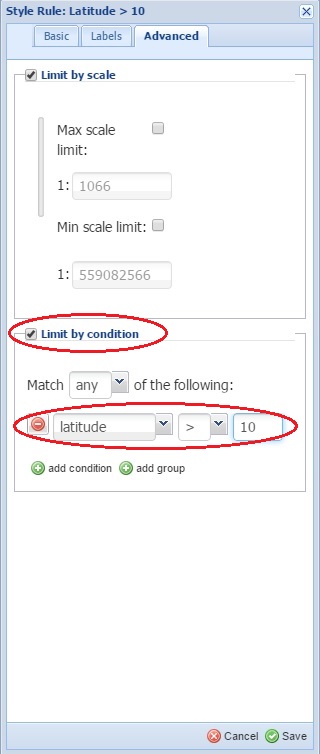 Style Rule: Latitude > 10
Basic Labels Advanced
Limit by scale
Max scale
limit:
1: 1066
Min scale limit:
1: 559082566
Limit by condition
Match any of the following:
latitude > 10
add condition add group
Cancel Save